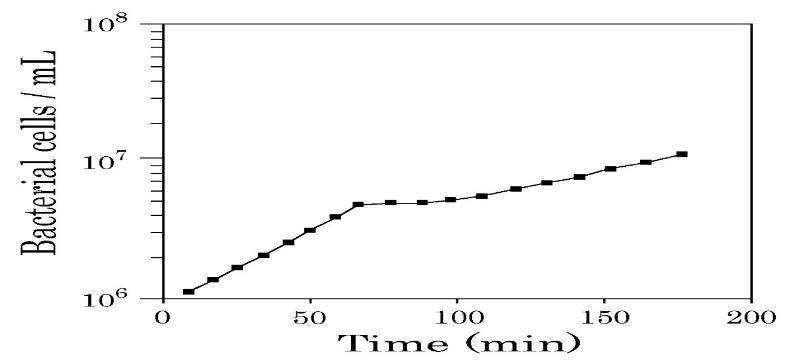 Bacterial cells / mL
10⁸
10⁷
10⁶
0 50 100 150 200
Time (min)